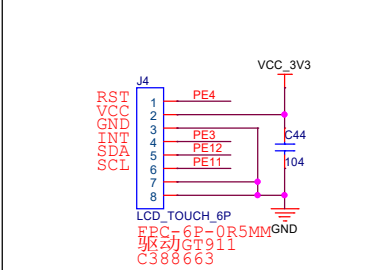 VCC_3V3
J4
RST 1 PE4
VCC 2
GND 3
INT 4 PE3
SDA 5 PE12
SCL 6 PE11
7
8
C44
104
LCD_TOUCH_6P
GND
FPC-6P-0R5MM
驱动GT911
C388663